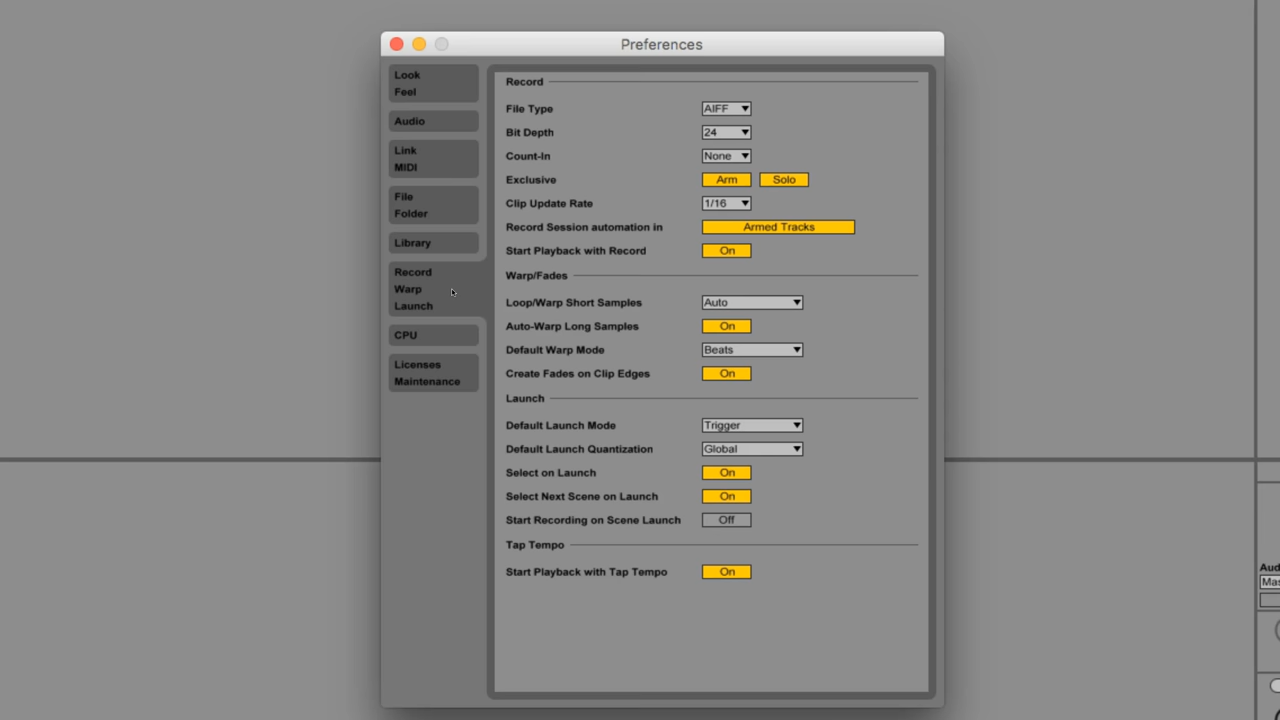 Preferences
Look
Feel
Audio
Link
MIDI
File
Folder
Library
Record
Warp
Launch
CPU
Licenses
Maintenance
Record
File Type AIFF
Bit Depth 24
Count-In None
Exclusive Arm Solo
Clip Update Rate 1/16
Record Session automation in Armed Tracks
Start Playback with Record On
Warp/Fades
Loop/Warp Short Samples Auto
Auto-Warp Long Samples On
Default Warp Mode Beats
Create Fades on Clip Edges On
Launch
Default Launch Mode Trigger
Default Launch Quantization Global
Select on Launch On
Select Next Scene on Launch On
Start Recording on Scene Launch Off
Tap Tempo
Start Playback with Tap Tempo On
Aud
Mas